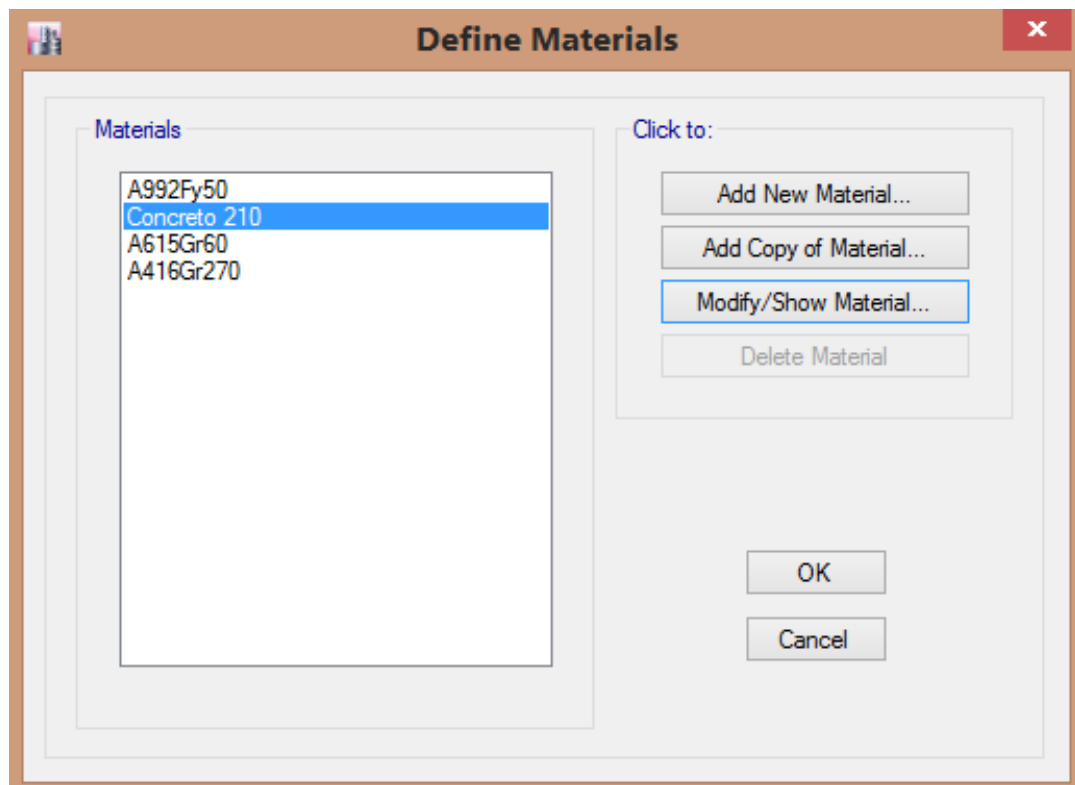 Define Materials
Materials
A992Fy50
Concreto 210
A615Gr60
A416Gr270
Click to:
Add New Material...
Add Copy of Material...
Modify/Show Material...
Delete Material
OK
Cancel